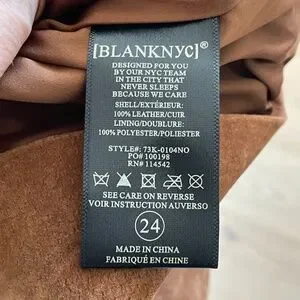 [BLANKNYC]®
DESIGNED FOR YOU
BY OUR NYC TEAM
IN THE CITY THAT
NEVER SLEEPS
BECAUSE WE CARE
SHELL/EXTÉRIEUR:
100% LEATHER/CUIR
LINING/DOUBLURE:
100% POLYESTER/POLIESTER
STYLE: 73K-0104NO
PO# 100198
RN# 114542
SEE CARE ON REVERSE
VOIR INSTRUCTION AUVERSO
24
MADE IN CHINA
FABRIQUÉ EN CHINE